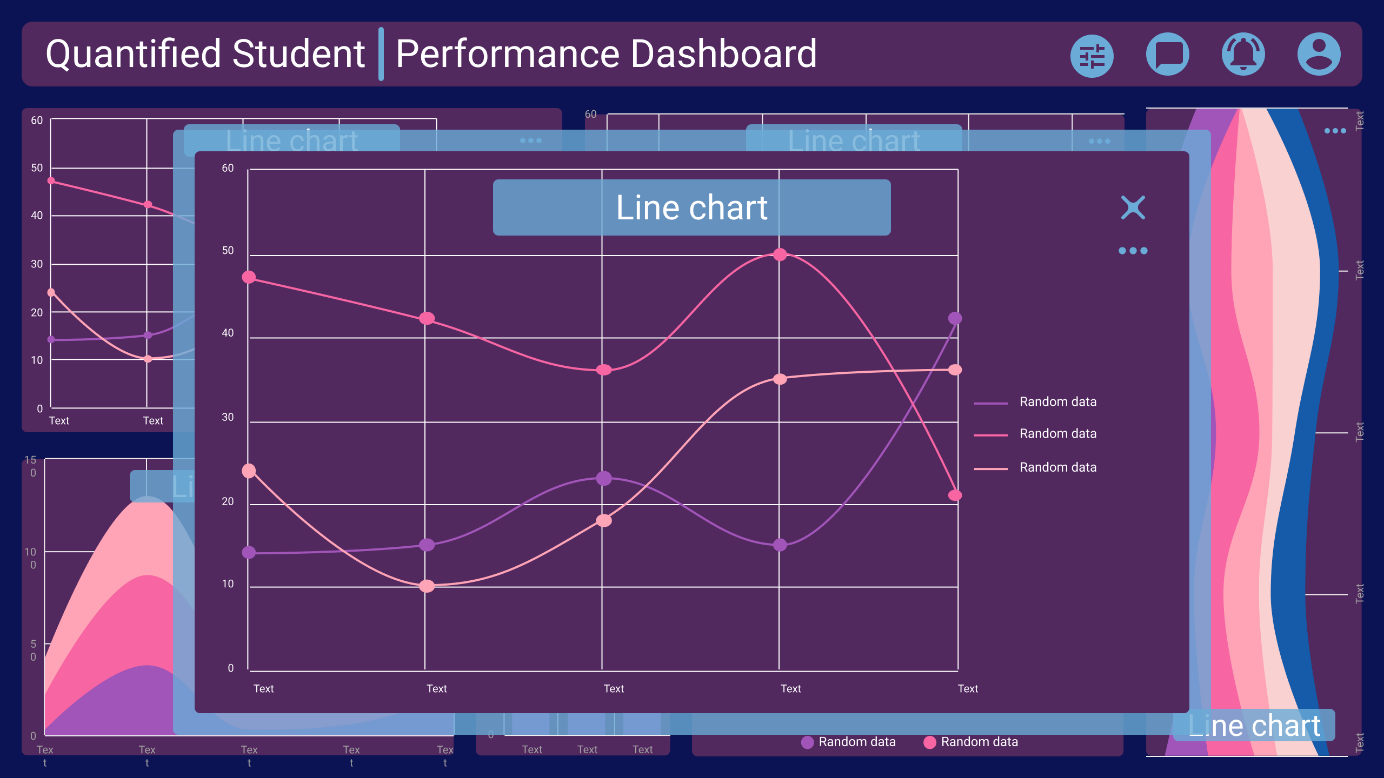 Quantified Student | Performance Dashboard
60
50
40
30
20
10
0
Text
Text
Line chart
60
Line chart
Line chart
60
50
40
30
20
10
0
Text
Text
Text
Text
Text
Random data
Random data
Random data
15
0
10
0
5
0
0
Li
Tex
t
Tex
t
Tex
t
Tex
t
Tex
t
0
Text
Text
Text
Random data
Random data
Text
Text
Text
Text
Text
Line chart